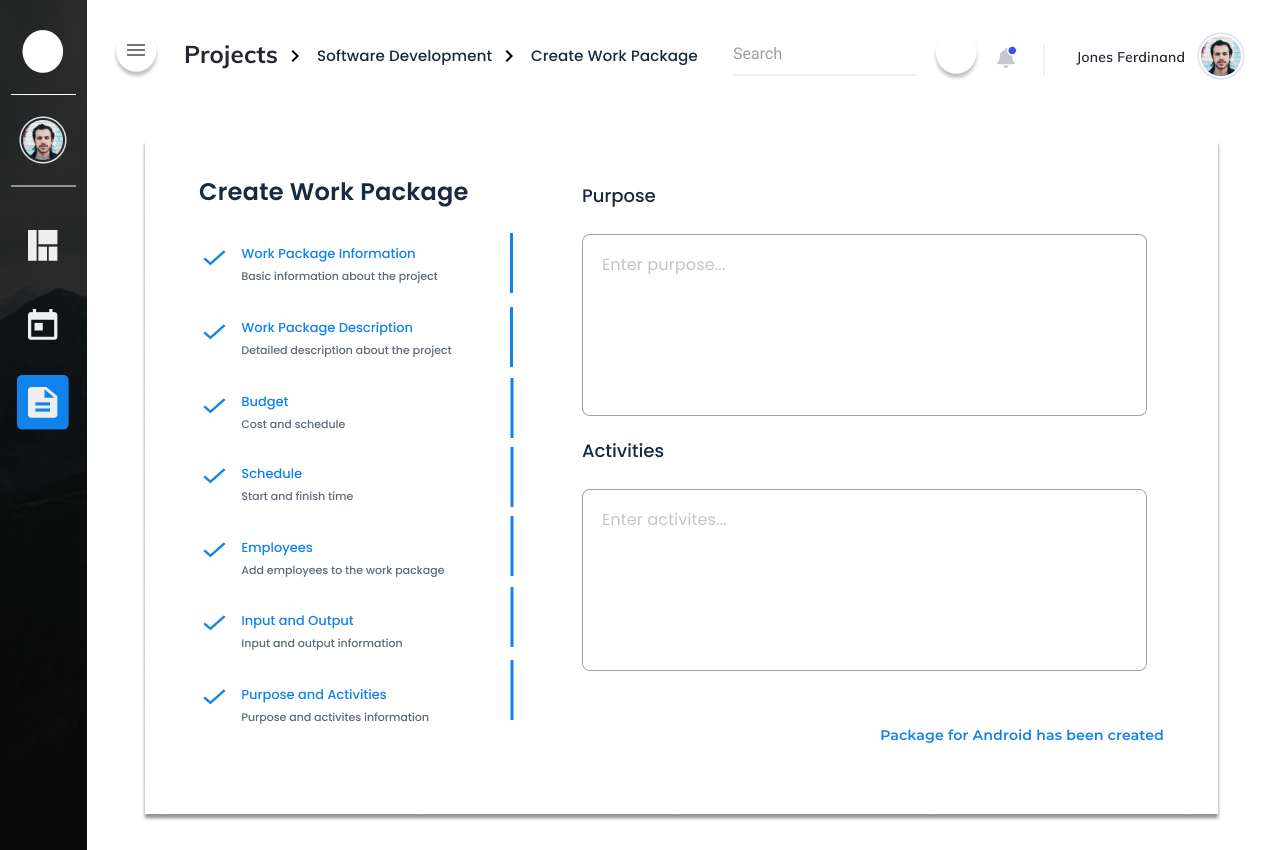 Projects Software Development Create Work Package Search Jones Ferdinand
Create Work Package
Work Package Information
Basic information about the project
Work Package Description
Detailed description about the project
Budget
Cost and schedule
Schedule
Start and finish time
Employees
Add employees to the work package
Input and Output
Input and output information
Purpose and Activities
Purpose and activites information
Purpose
Enter purpose...
Activities
Enter activites...
Package for Android has been created